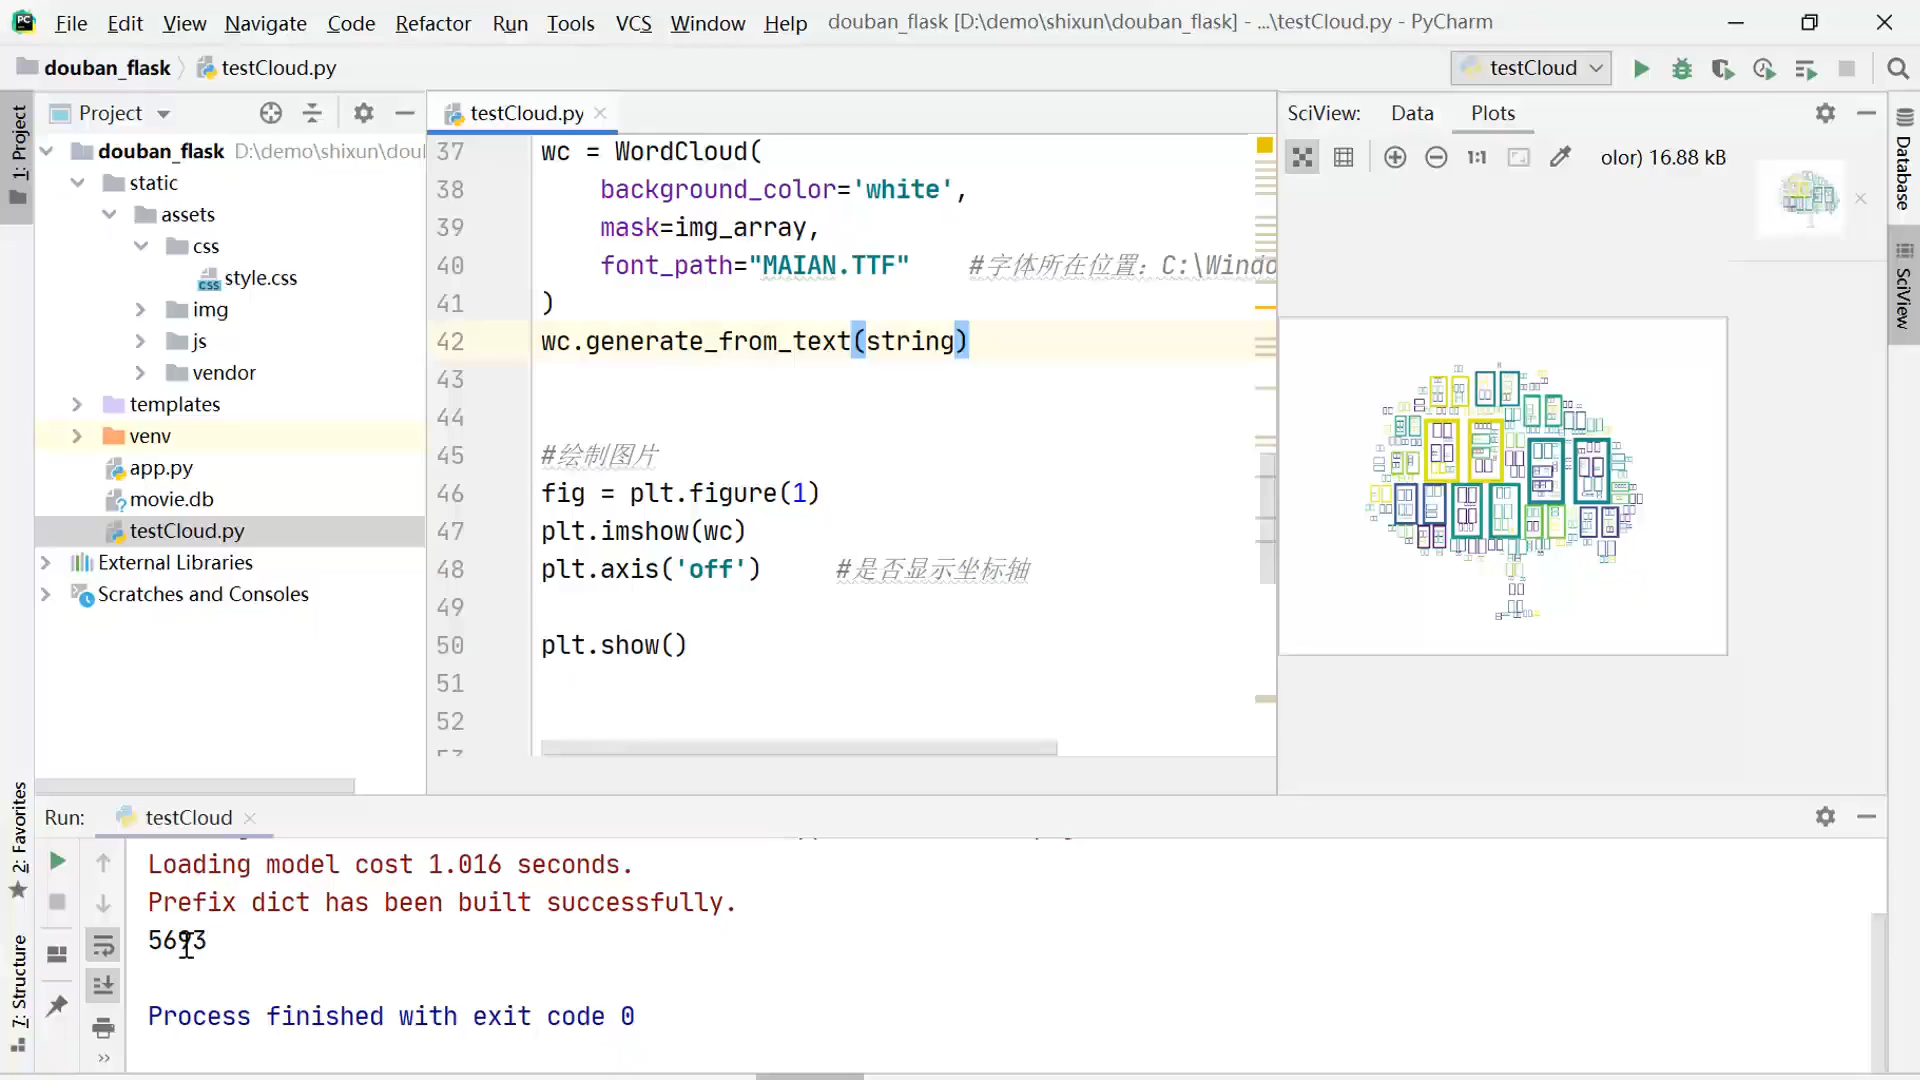 File Edit View Navigate Code Refactor Run Tools VCS Window Help douban_flask [D:\demo\shixun\douban_flask] - ...\testCloud.py - PyCharm
douban_flask testCloud.py testCloud
1: Project
Project
douban_flask D:\demo\shixun\dou
static
assets
css
style.css
img
js
vendor
templates
venv
app.py
movie.db
testCloud.py
External Libraries
Scratches and Consoles
testCloud.py
37 wc = WordCloud(
38 background_color='white',
39 mask=img_array,
40 font_path="MAIAN.TTF" #字体所在位置：C:\Windo
41 )
42 wc.generate_from_text(string)
43
44
45 #绘制图片
46 fig = plt.figure(1)
47 plt.imshow(wc)
48 plt.axis('off') #是否显示坐标轴
49
50 plt.show()
51
52
SciView: Data Plots
1:1 olor) 16.88 kB
Database
SciView
2: Favorites
7: Structure
Run: testCloud
Loading model cost 1.016 seconds.
Prefix dict has been built successfully.
5693
Process finished with exit code 0